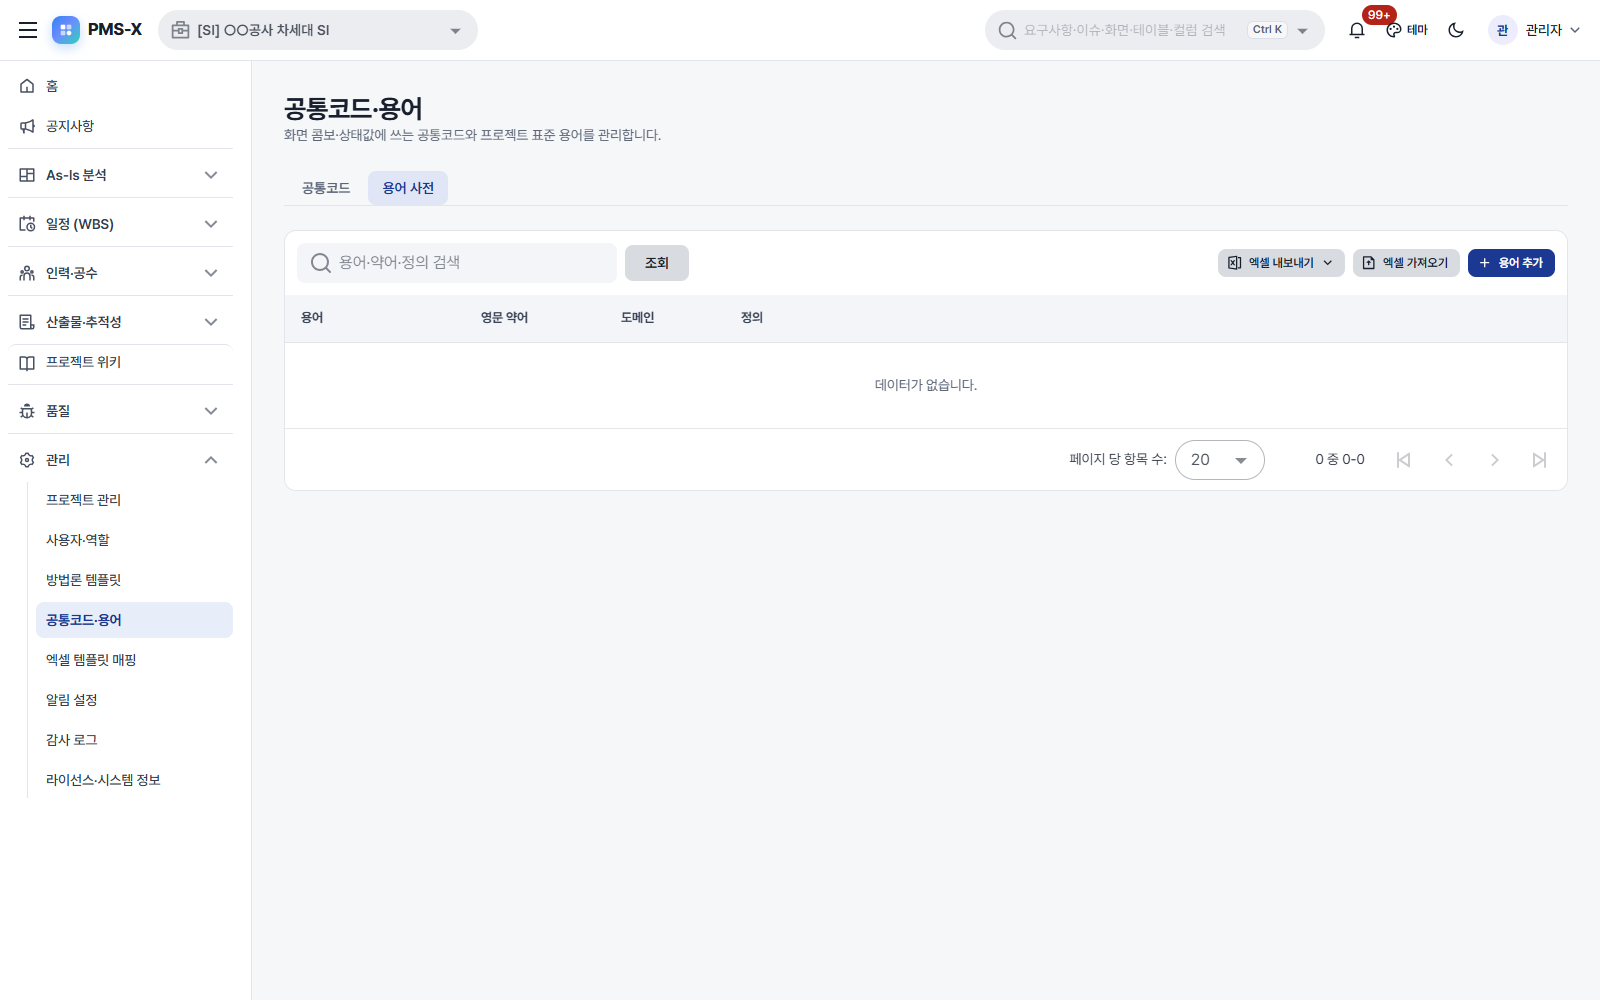 PMS-X
[SI] 〇〇공사 차세대 SI
요구사항·이슈·화면·테이블·컬럼 검색
Ctrl K
99+
테마
관
관리자
홈
공지사항
As-Is 분석
일정 (WBS)
인력·공수
산출물·추적성
프로젝트 위키
품질
관리
프로젝트 관리
사용자·역할
방법론 템플릿
공통코드·용어
엑셀 템플릿 매핑
알림 설정
감사 로그
라이선스·시스템 정보
공통코드·용어
화면 콤보·상태값에 쓰는 공통코드와 프로젝트 표준 용어를 관리합니다.
공통코드
용어 사전
용어·약어·정의 검색
조회
엑셀 내보내기
엑셀 가져오기
용어 추가
용어
영문 약어
도메인
정의
데이터가 없습니다.
페이지 당 항목 수:
20
0 중 0-0